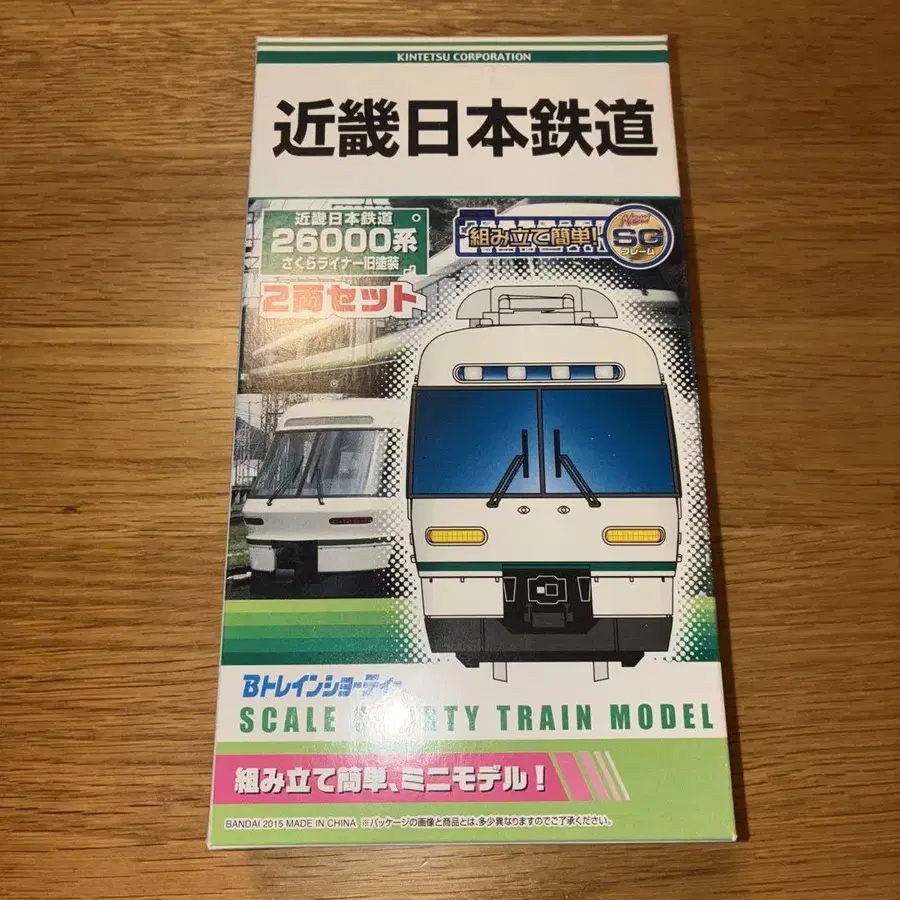 KINTETSU CORPORATION
近畿日本鉄道
近畿日本鉄道
26000系
さくらライナー旧塗装
2両セット
組み立て簡単!
New
SG
フレーム
Bトレインショーティー
SCALE SHORTY TRAIN MODEL
組み立て簡単、ミニモデル!
BANDAI 2015 MADE IN CHINA ※パッケージの画像と商品とは、多少異なりますのでご了承ください。